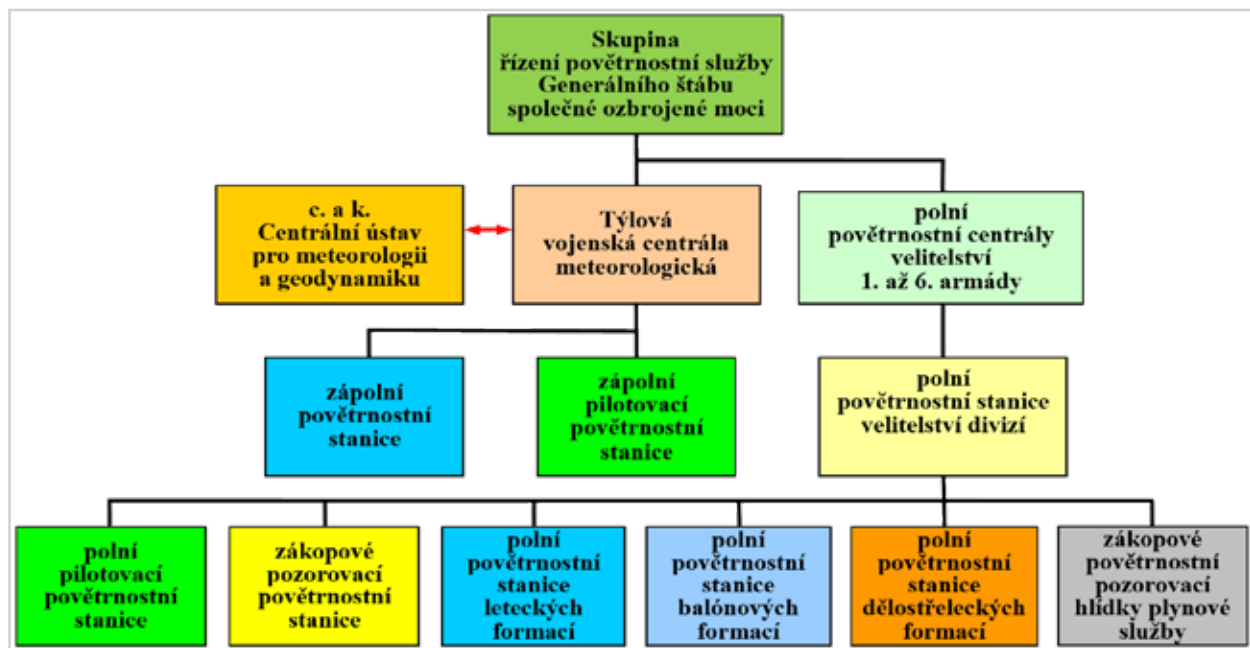 Skupina
řízení povětrnostní služby
Generálního štábu
společné ozbrojené moci
c. a k.
Centrální ústav
pro meteorologii
a geodynamiku
Týlová
vojenská centrála
meteorologická
polní
povětrnostní centrály
velitelství
1. až 6. armády
zápolní
povětrnostní
stanice
zápolní
pilotovací
povětrnostní
stanice
polní
povětrnostní stanice
velitelství divizí
polní
pilotovací
povětrnostní
stanice
zákopové
pozorovací
povětrnostní
stanice
polní
povětrnostní
stanice
leteckých
formací
polní
povětrnostní
stanice
balónových
formací
polní
povětrnostní
stanice
dělostřeleckých
formací
zákopové
povětrnostní
pozorovací
hlídky plynové
služby